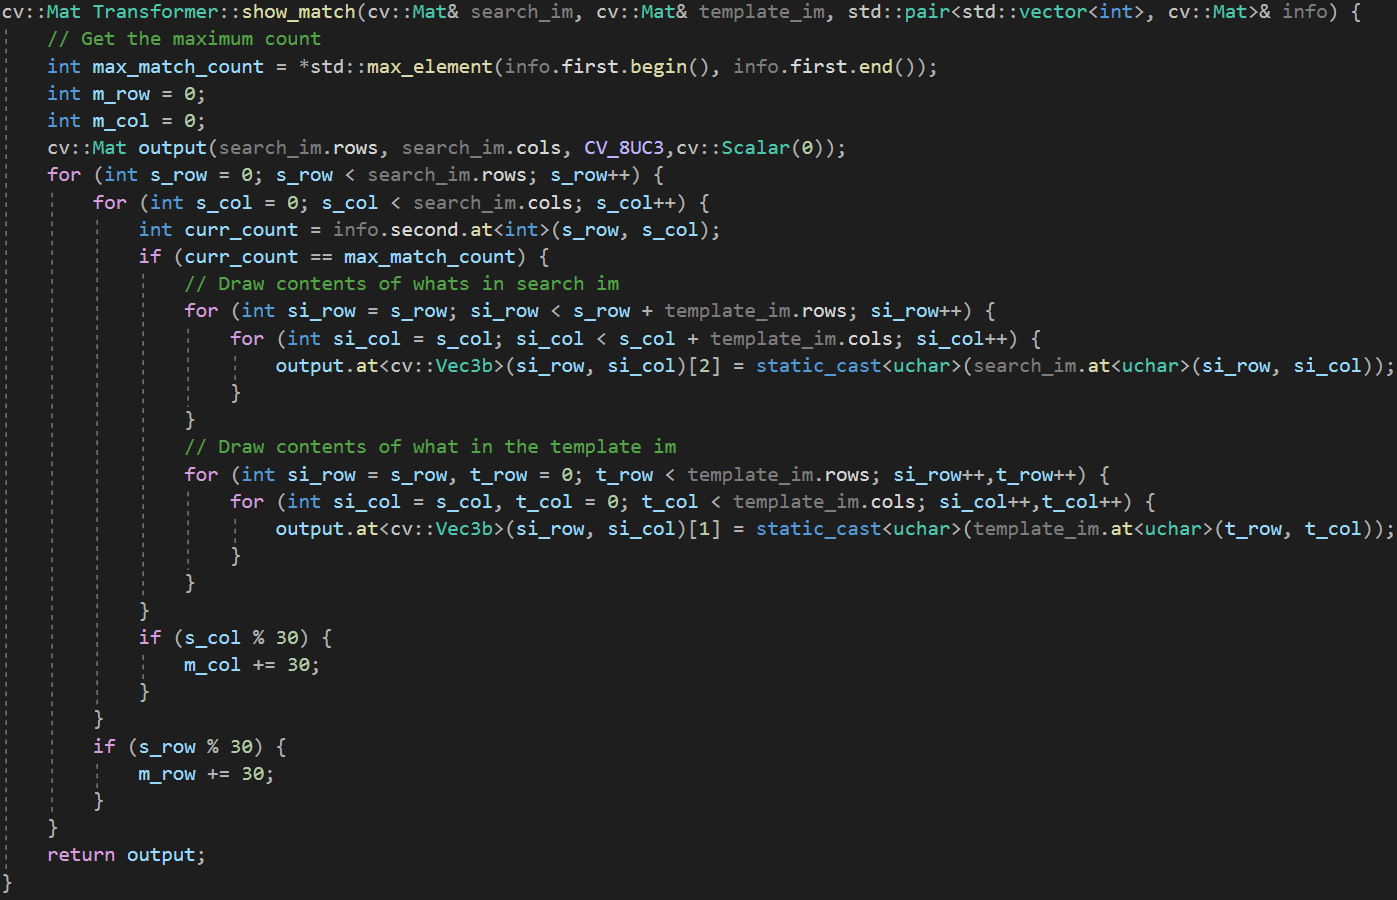 cv::Mat Transformer::show_match(cv::Mat& search_im, cv::Mat& template_im, std::pair<std::vector<int>, cv::Mat>& info) {
    // Get the maximum count
    int max_match_count = *std::max_element(info.first.begin(), info.first.end());
    int m_row = 0;
    int m_col = 0;
    cv::Mat output(search_im.rows, search_im.cols, CV_8UC3,cv::Scalar(0));
    for (int s_row = 0; s_row < search_im.rows; s_row++) {
        for (int s_col = 0; s_col < search_im.cols; s_col++) {
            int curr_count = info.second.at<int>(s_row, s_col);
            if (curr_count == max_match_count) {
                // Draw contents of whats in search im
                for (int si_row = s_row; si_row < s_row + template_im.rows; si_row++) {
                    for (int si_col = s_col; si_col < s_col + template_im.cols; si_col++) {
                        output.at<cv::Vec3b>(si_row, si_col)[2] = static_cast<uchar>(search_im.at<uchar>(si_row, si_col));
                    }
                }
                // Draw contents of what in the template im
                for (int si_row = s_row, t_row = 0; t_row < template_im.rows; si_row++,t_row++) {
                    for (int si_col = s_col, t_col = 0; t_col < template_im.cols; si_col++,t_col++) {
                        output.at<cv::Vec3b>(si_row, si_col)[1] = static_cast<uchar>(template_im.at<uchar>(t_row, t_col));
                    }
                }
            }
            if (s_col % 30) {
                m_col += 30;
            }
        }
        if (s_row % 30) {
            m_row += 30;
        }
    }
    return output;
}